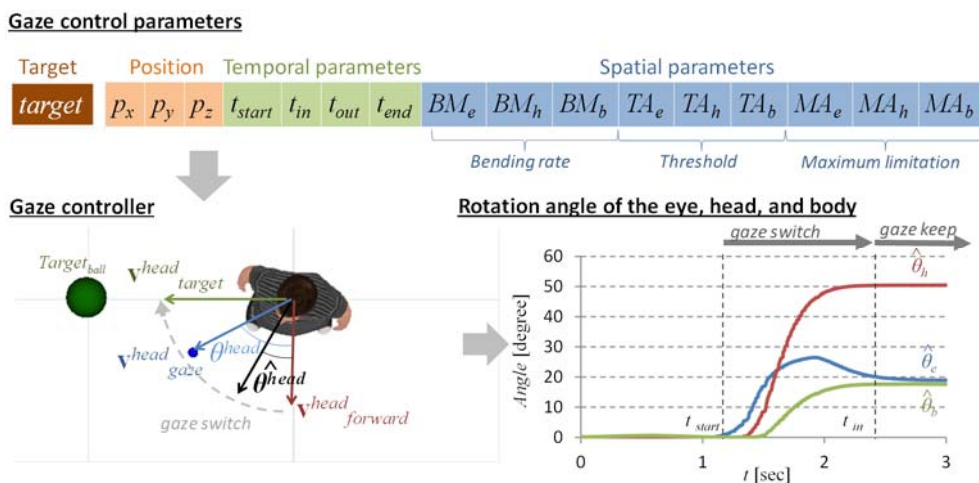 Gaze control parameters
Target Position Temporal parameters Spatial parameters
target p_x p_y p_z t_start t_in t_out t_end BM_e BM_h BM_b TA_e TA_h TA_b MA_e MA_h MA_b
Bending rate Threshold Maximum limitation
Gaze controller
Target_ball
v^head_target
v^head_gaze
θ^head
θ̂^head
v^head_forward
gaze switch
Rotation angle of the eye, head, and body
gaze switch gaze keep
60
50
40
30
20
10
0
Angle [degree]
θ̂_h
θ̂_e
θ̂_b
t_start t_in
0 1 2 3
t [sec]